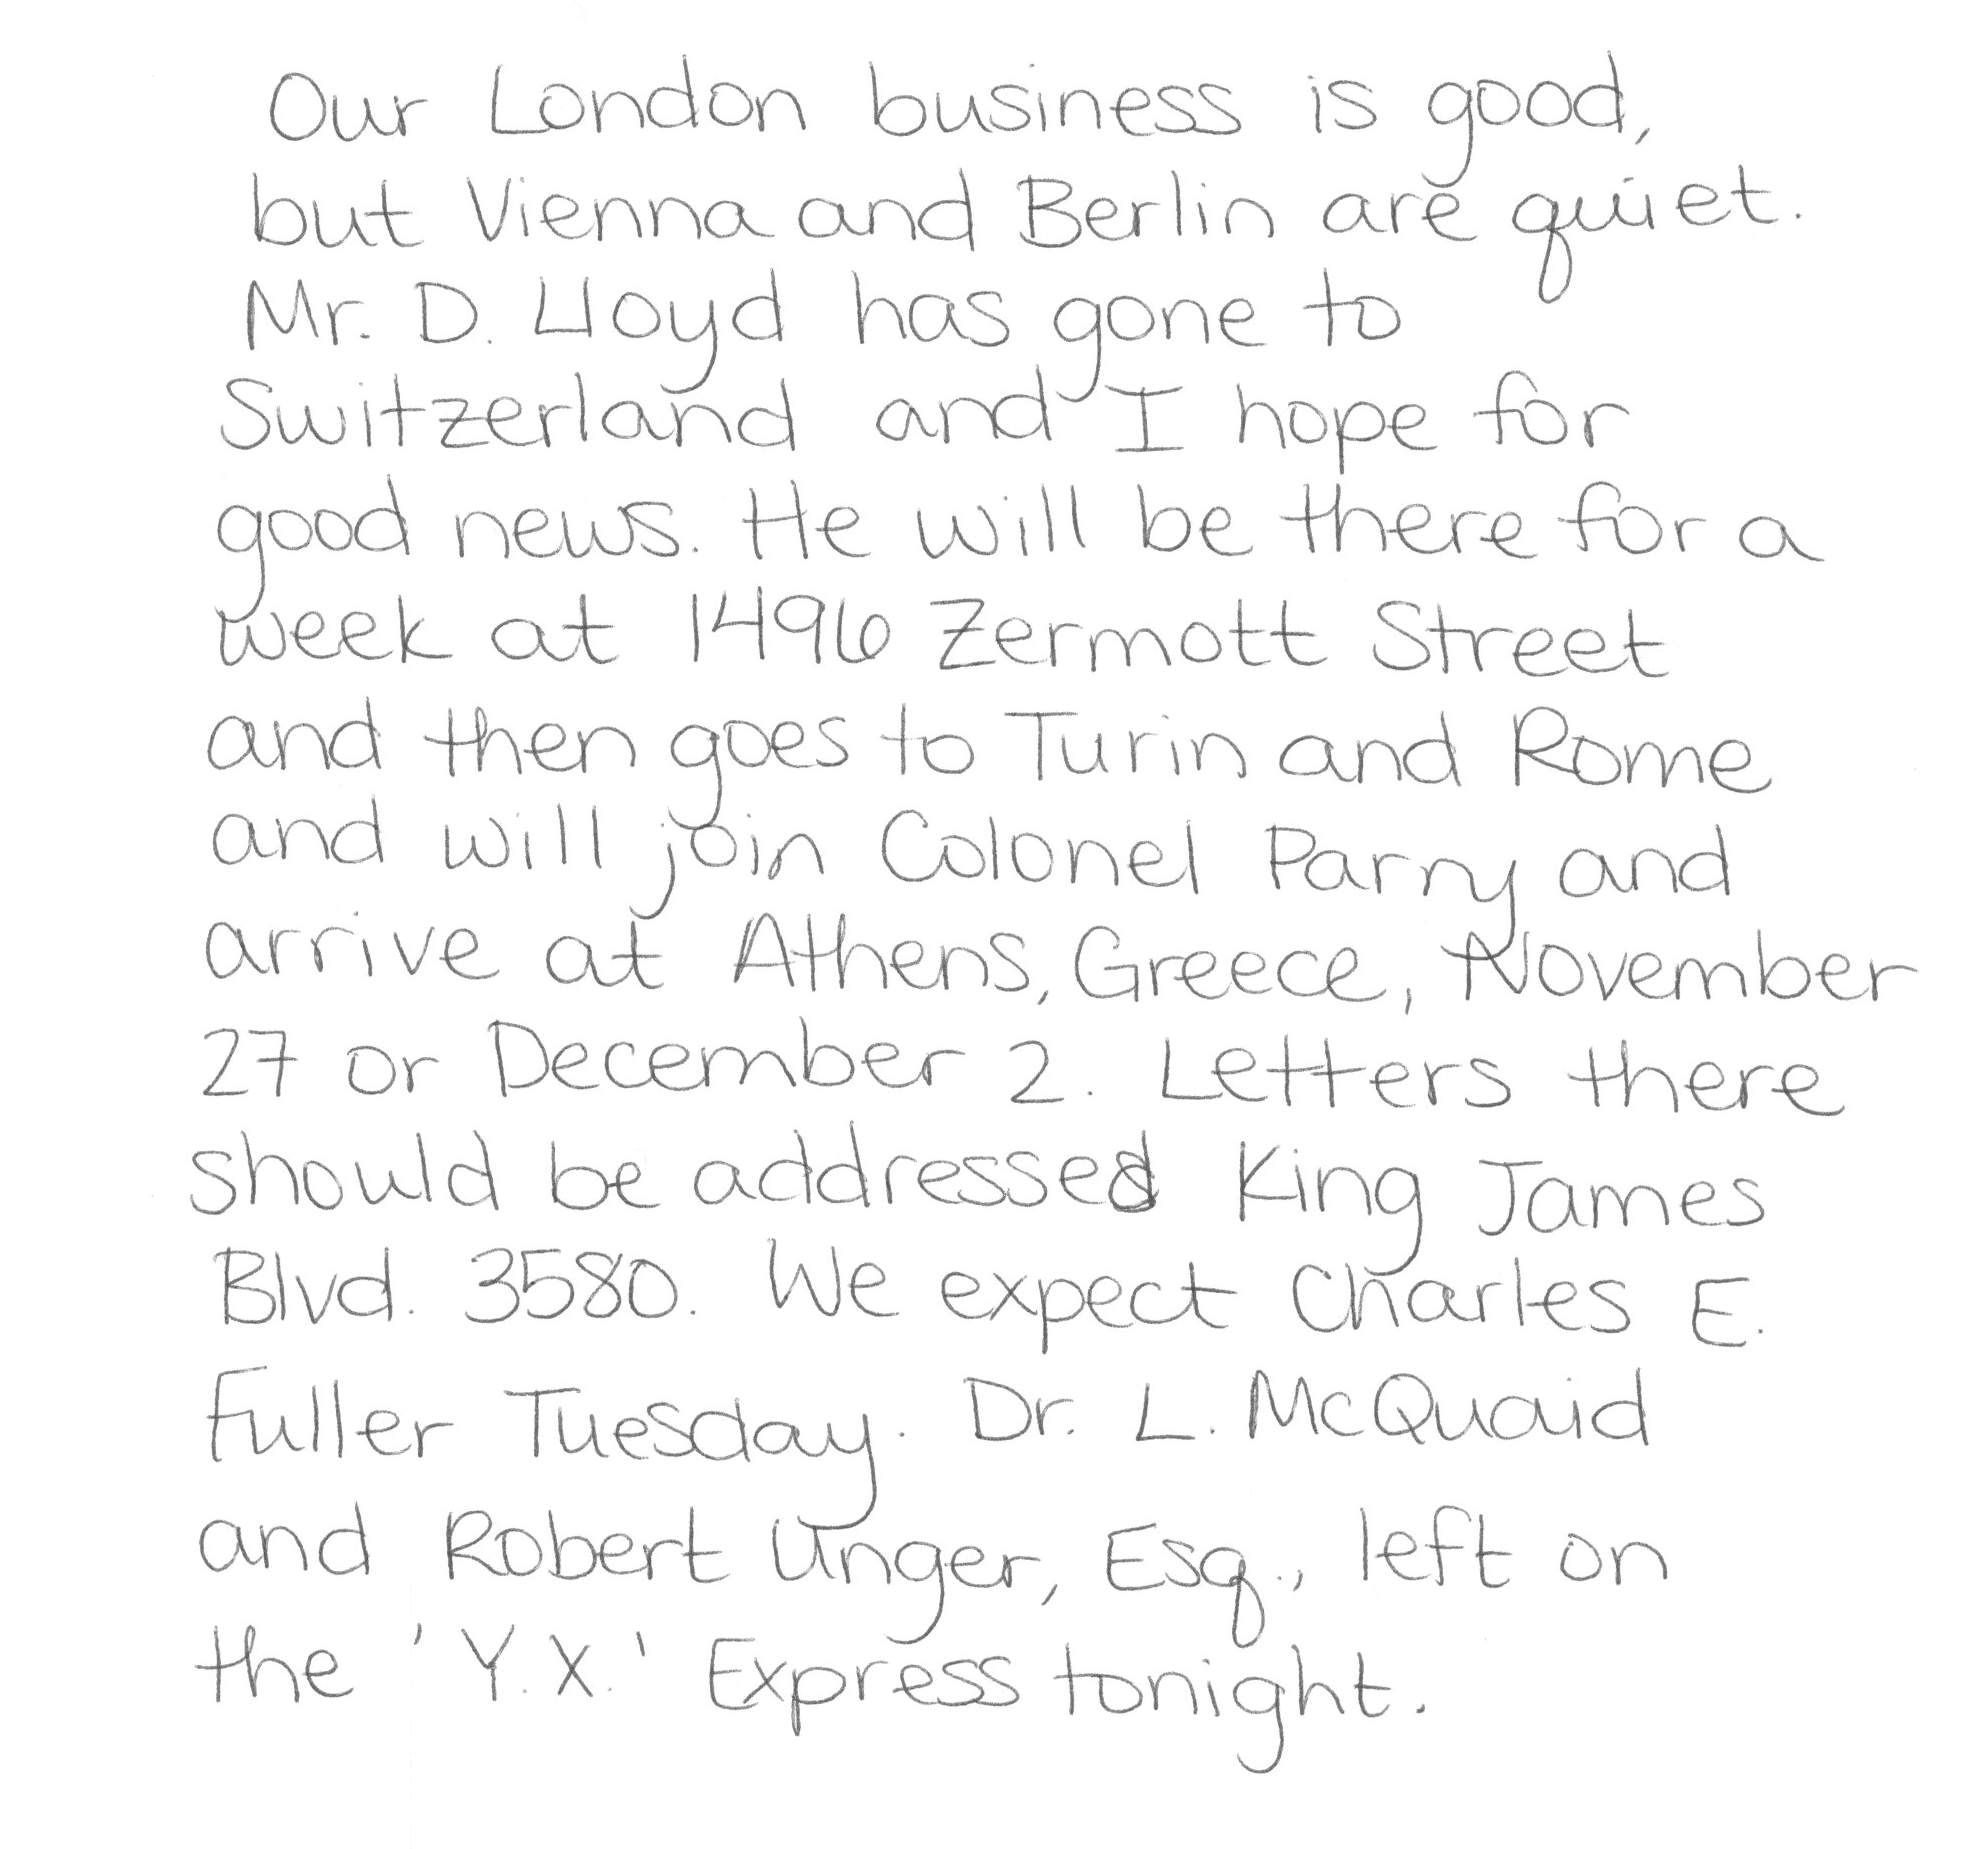 Our London business is good,
but Vienna and Berlin are quiet.
Mr. D. Lloyd has gone to
Switzerland and I hope for
good news. He will be there for a
week at 1496 Zermott Street
and then goes to Turin and Rome
and will join Colonel Parry and
arrive at Athens, Greece, November
27 or December 2. Letters there
should be addressed King James
Blvd. 3580. We expect Charles E.
Fuller Tuesday. Dr. L. McQuaid
and Robert Unger, Esq., left on
the 'Y.X.' Express tonight.